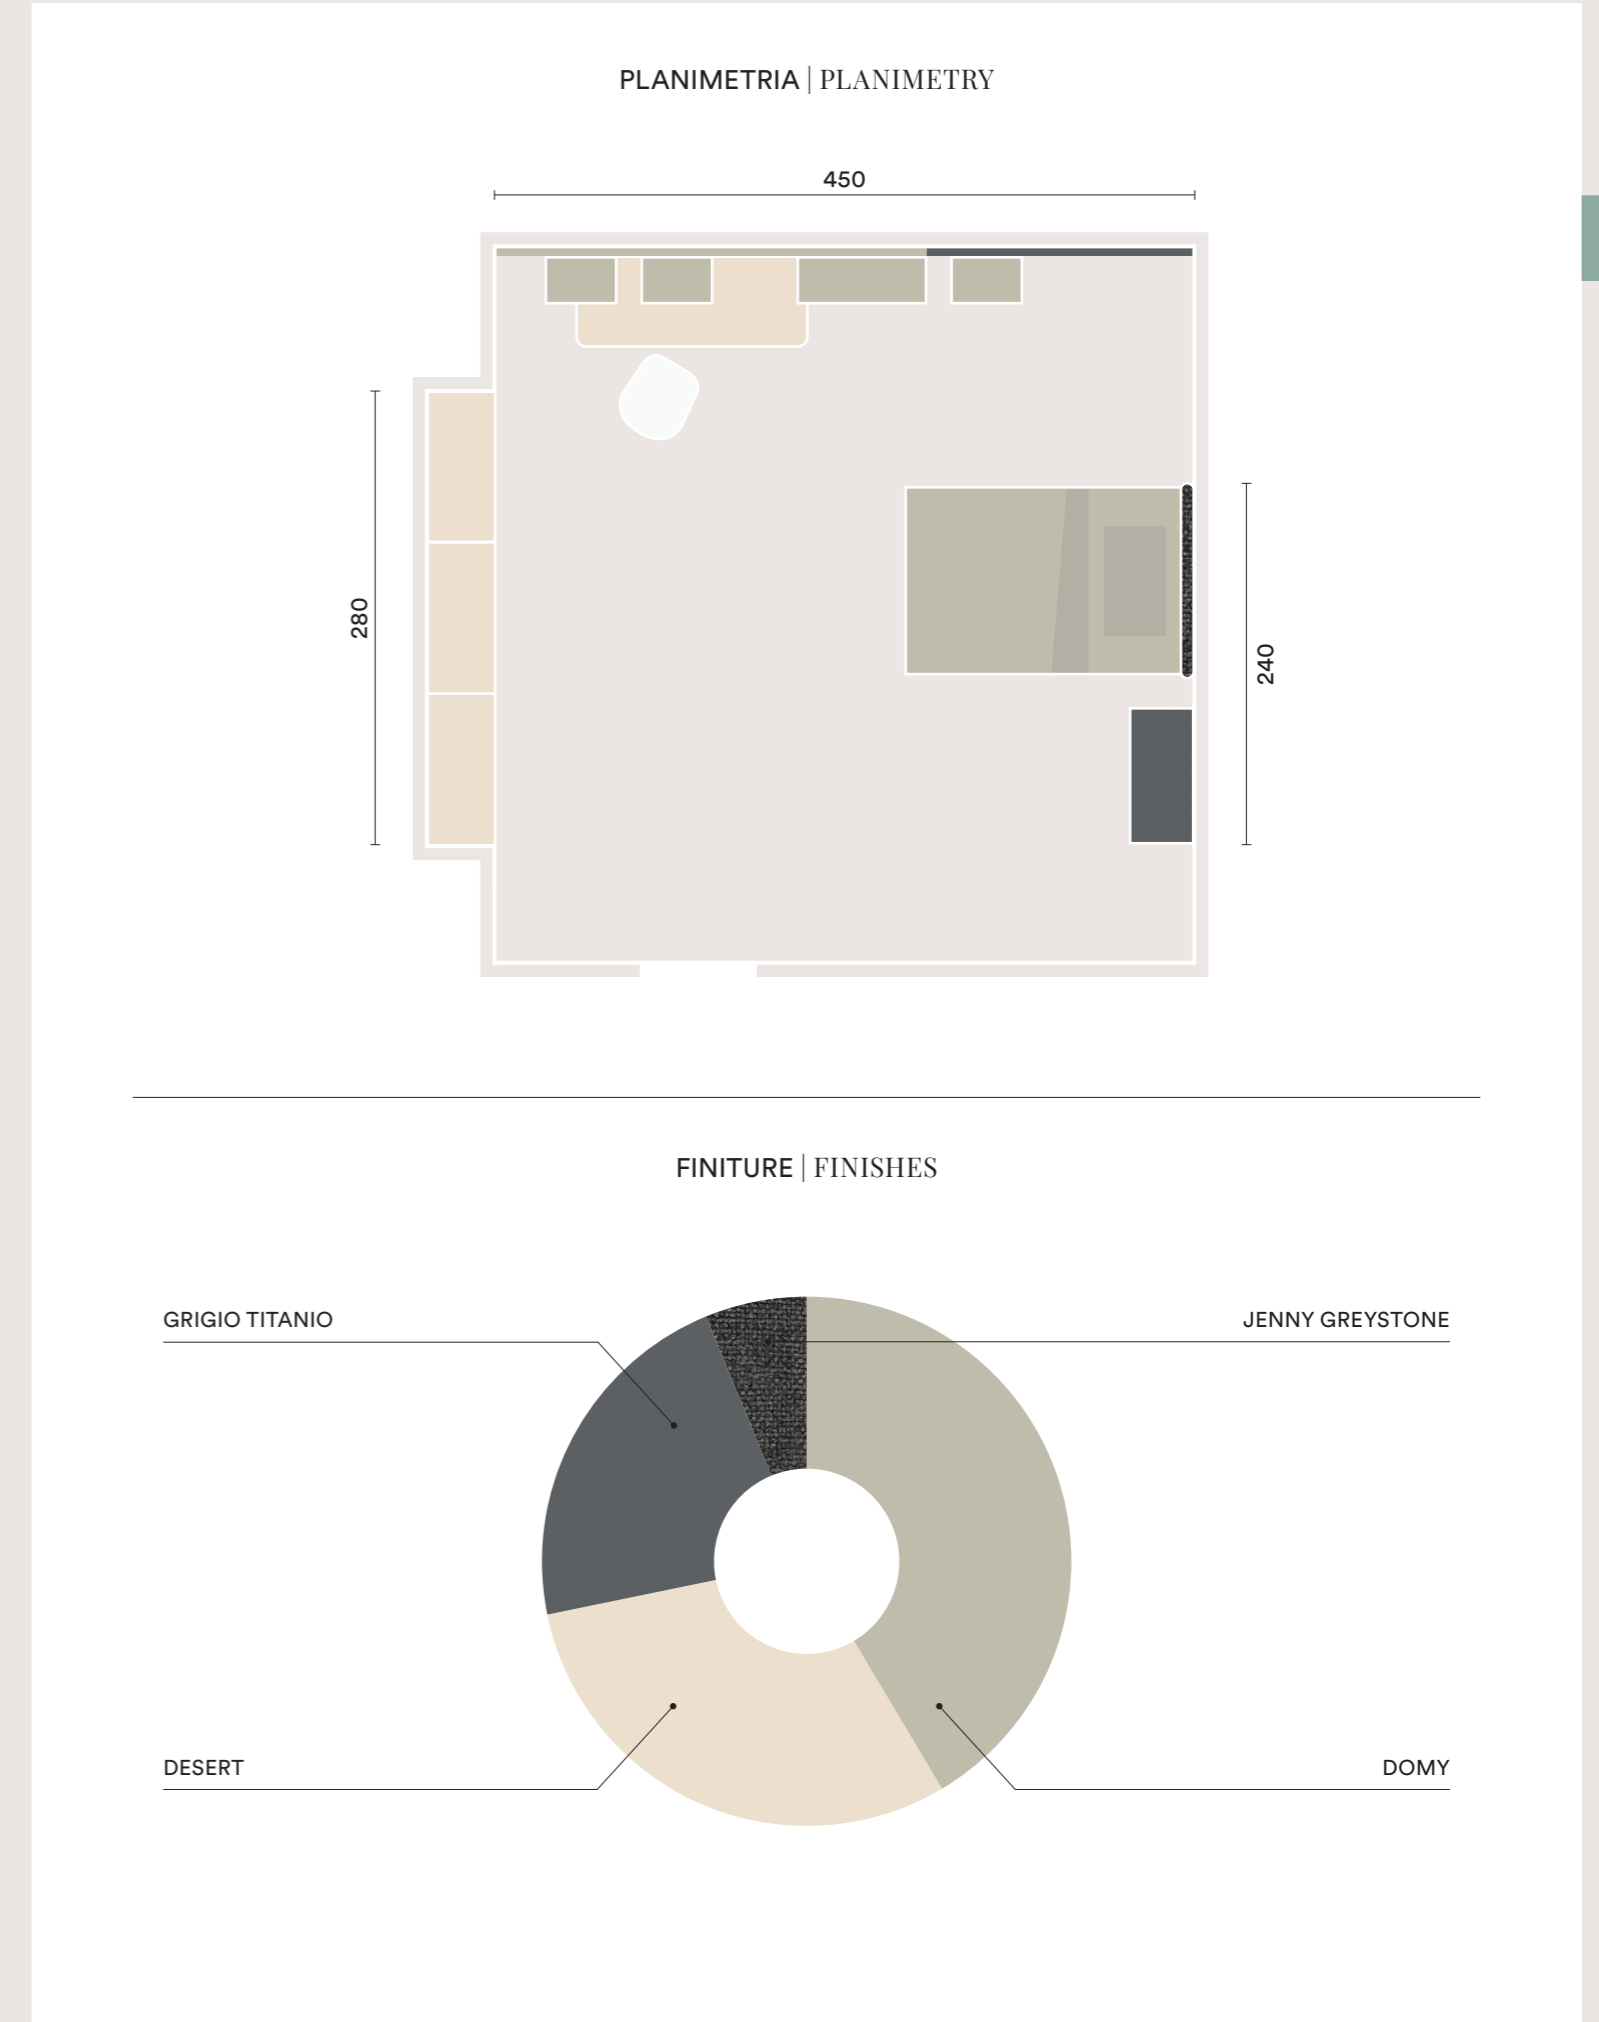 PLANIMETRIA | PLANIMETRY
450
280
240
FINITURE | FINISHES
GRIGIO TITANIO
JENNY GREYSTONE
DESERT
DOMY